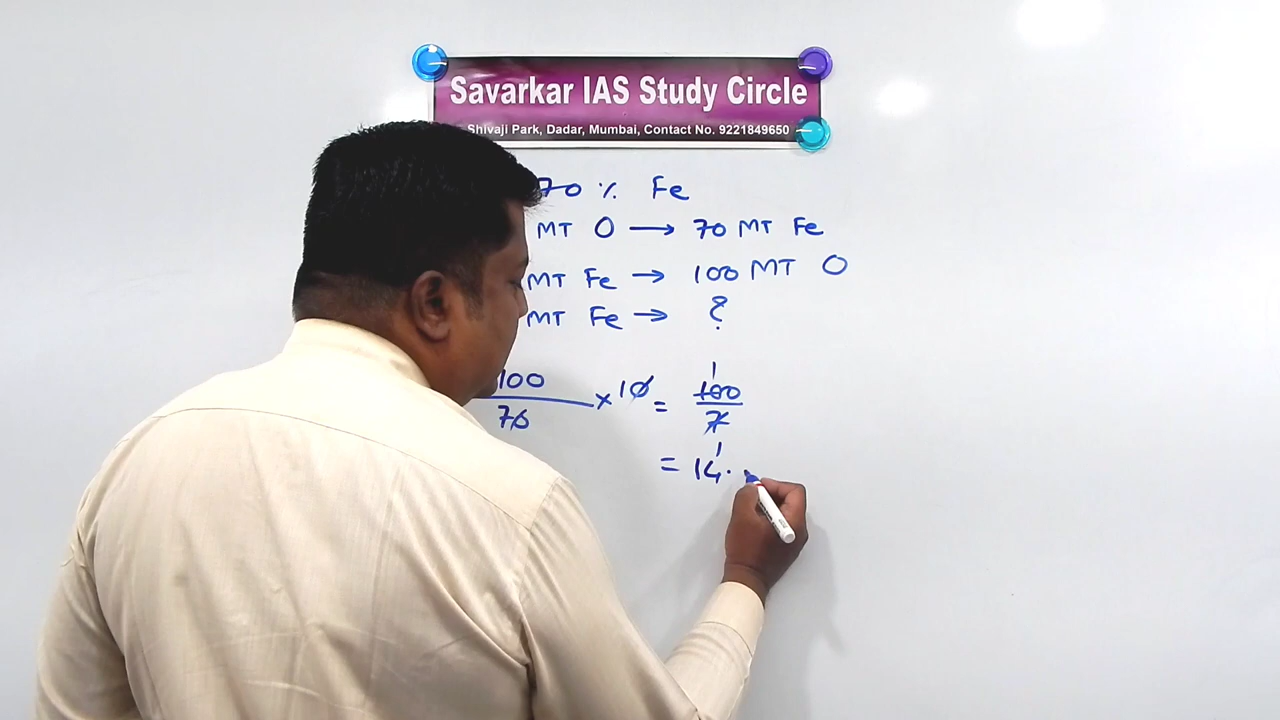 Savarkar IAS Study Circle
Shivaji Park, Dadar, Mumbai, Contact No. 9221849650
70 % Fe
MT O → 70 MT Fe
MT Fe → 100 MT O
MT Fe → ?
100/70 × 10 = 100/7
= 14.